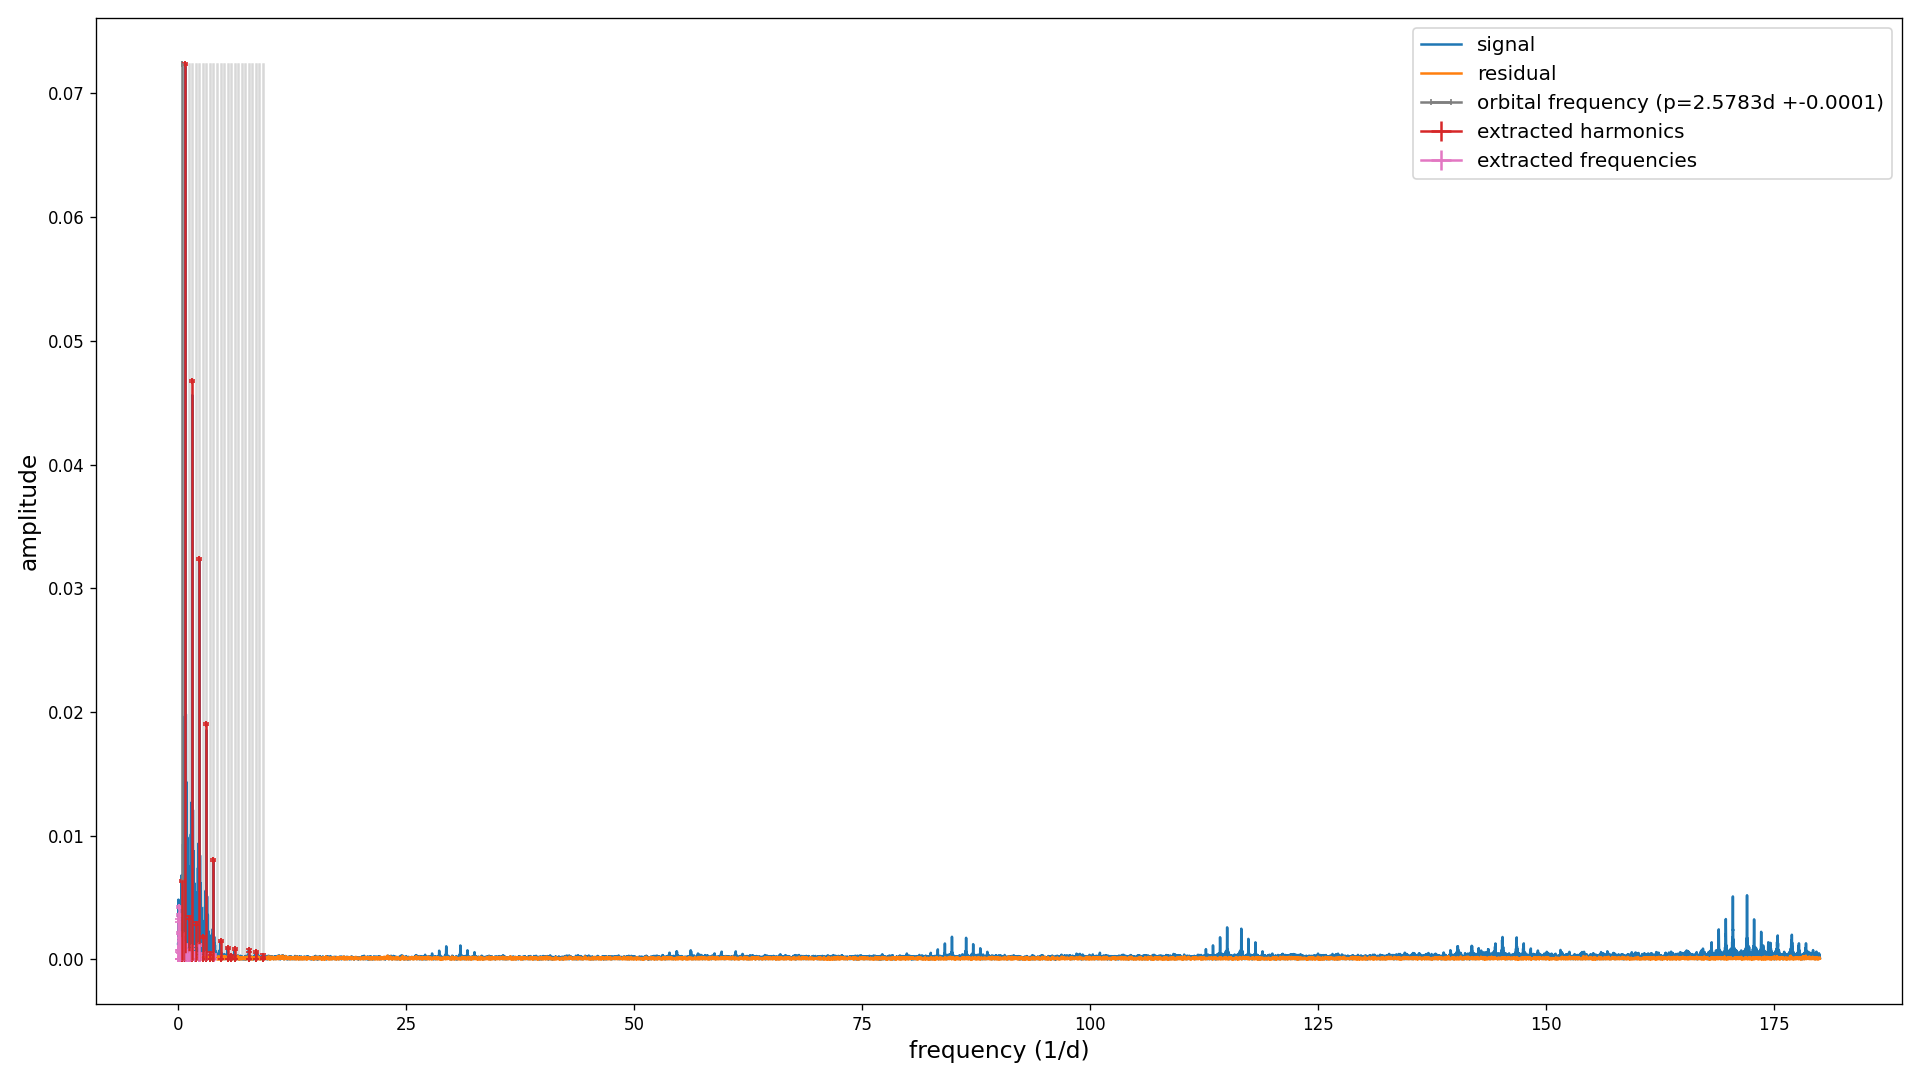 signal
residual
orbital frequency (p=2.5783d +-0.0001)
extracted harmonics
extracted frequencies
0.07
0.06
0.05
0.04
0.03
0.02
0.01
0.00
amplitude
0 25 50 75 100 125 150 175
frequency (1/d)